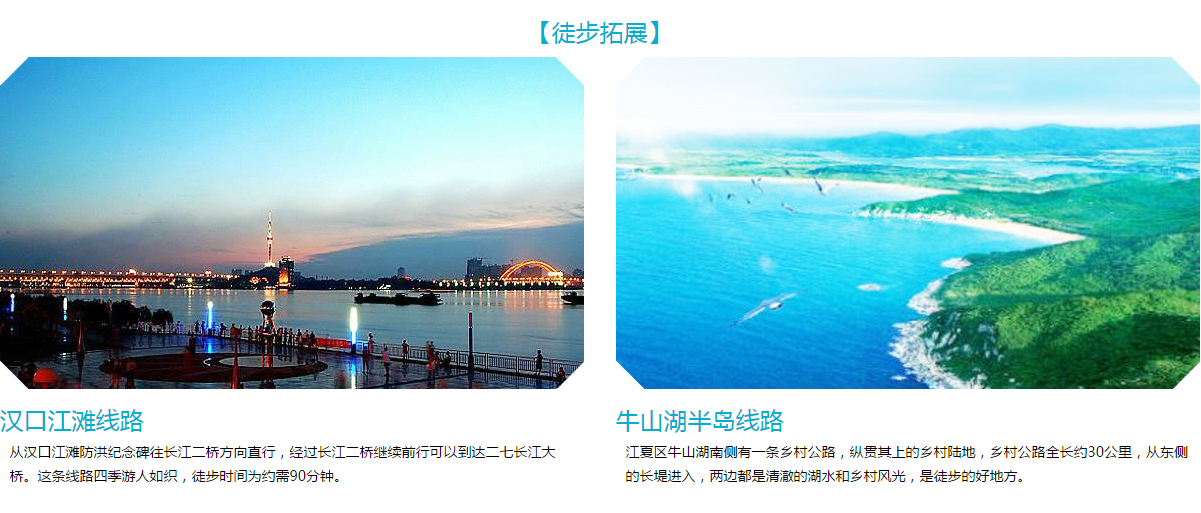 【徒步拓展】
汉口江滩线路
从汉口江滩防洪纪念碑往长江二桥方向直行，经过长江二桥继续前行可以到达二七长江大
桥。这条线路四季游人如织，徒步时间为约需90分钟。
牛山湖半岛线路
江夏区牛山湖南侧有一条乡村公路，纵贯其上的乡村陆地，乡村公路全长约30公里，从东侧
的长堤进入，两边都是清澈的湖水和乡村风光，是徒步的好地方。